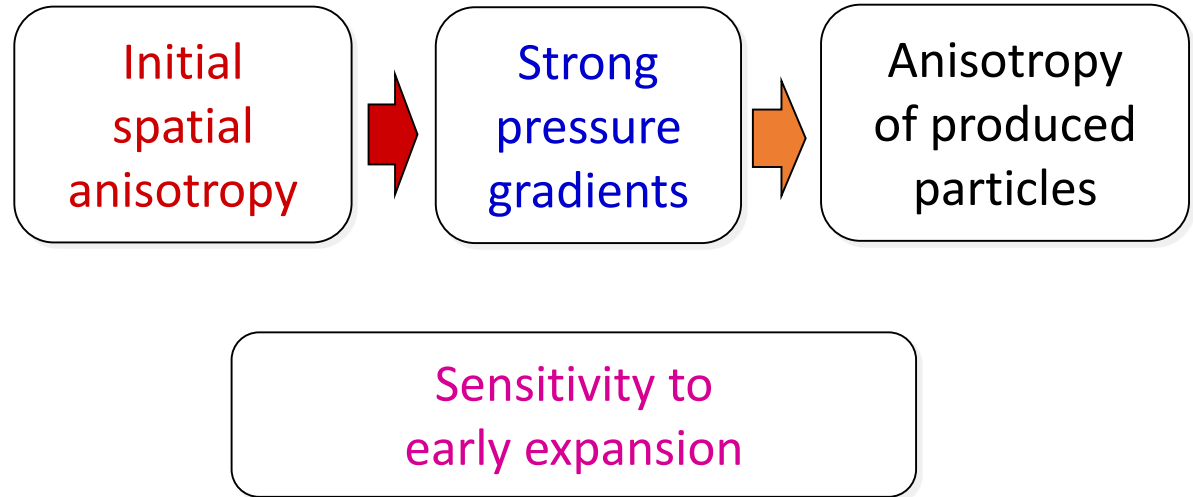 Initial
spatial
anisotropy
Strong
pressure
gradients
Anisotropy
of produced
particles
Sensitivity to
early expansion